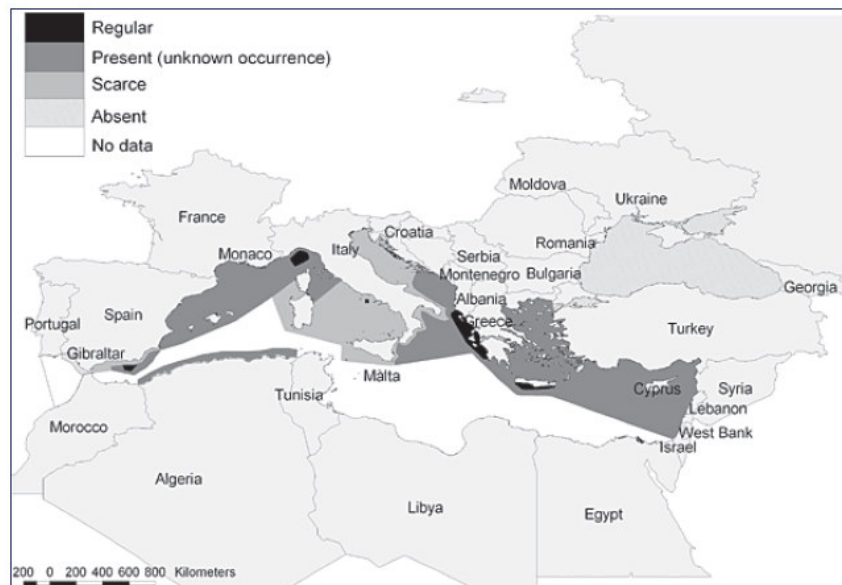 Regular
Present (unknown occurrence)
Scarce
Absent
No data
Moldova
Ukraine
France
Croatia
Monaco
Italy
Serbia
Romania
Montenegro
Bulgaria
Georgia
Albania
Portugal
Spain
Greece
Turkey
Gibraltar
Màlta
Cyprus
Syria
Tunisia
Lebanon
West Bank
Morocco
Israel
Algeria
Libya
Egypt
200 0 200 400 600 800 Kilometers